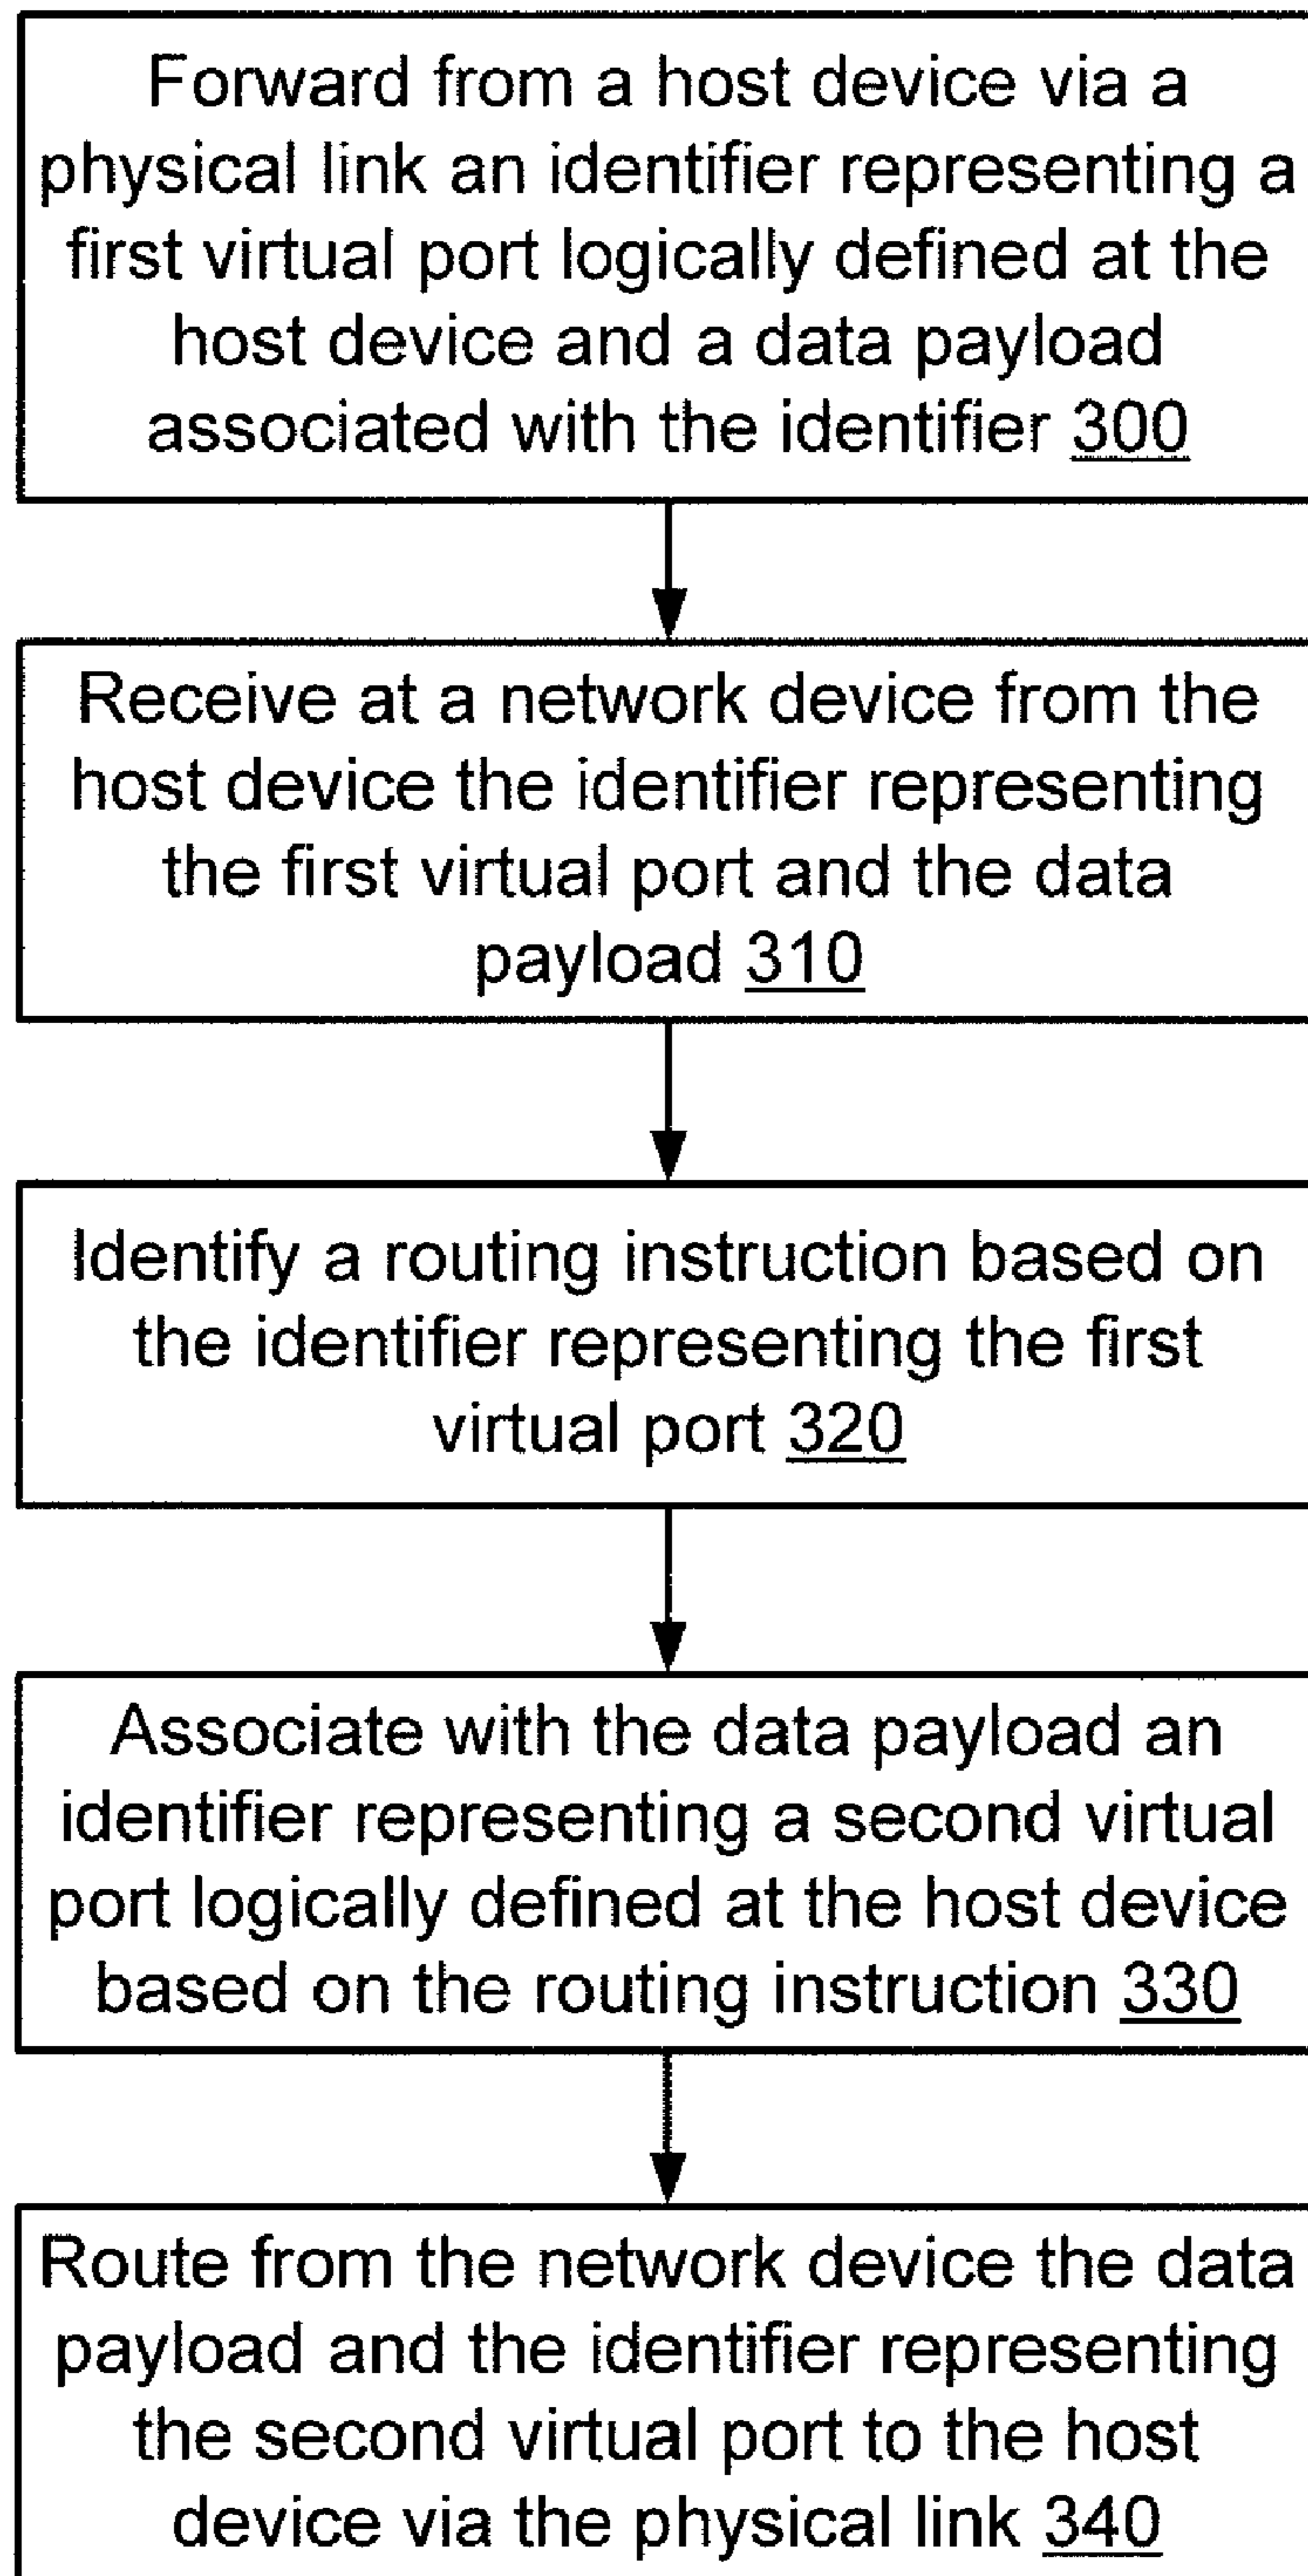 Forward from a host device via a
physical link an identifier representing a
first virtual port logically defined at the
host device and a data payload
associated with the identifier 300
Receive at a network device from the
host device the identifier representing
the first virtual port and the data
payload 310
Identify a routing instruction based on
the identifier representing the first
virtual port 320
Associate with the data payload an
identifier representing a second virtual
port logically defined at the host device
based on the routing instruction 330
Route from the network device the data
payload and the identifier representing
the second virtual port to the host
device via the physical link 340